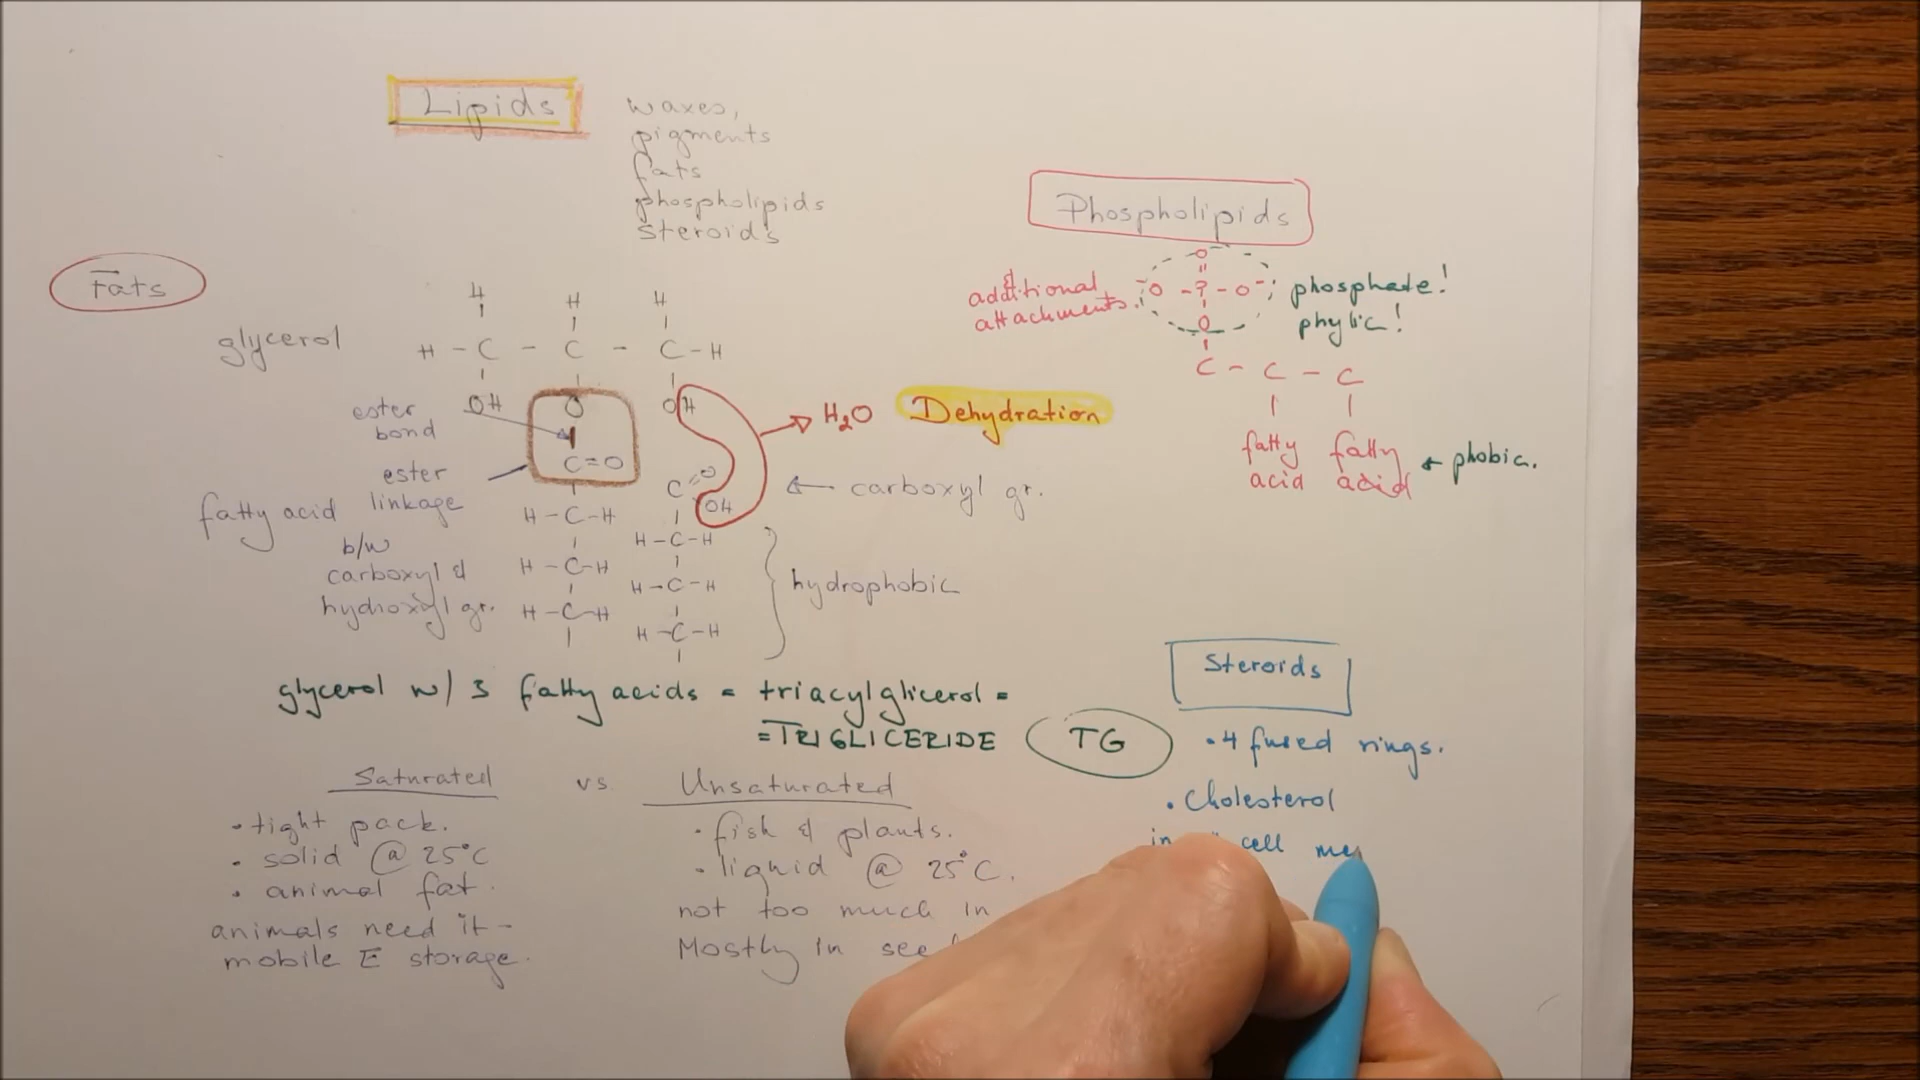 Lipids
waxes,
pigments
fats
phospholipids
steroids
Fats
glycerol
H H H
H - C - C - C - H
OH O OH
ester
bond
C=O
ester
linkage
fatty acid
b/w
carboxyl &
hydroxyl gr.
C O
OH
H-C-H
H-C-H
H-C-H
H-C-H
H-C-H
H-C-H
H₂O Dehydration
carboxyl gr.
hydrophobic
glycerol w/ 3 fatty acids = triacylglicerol =
=TRIGLICERIDE
TG
Saturated vs. Unsaturated
• tight pack.
• solid @ 25°C
• animal fat.
animals need it -
mobile E storage.
• fish & plants.
• liquid @ 25°C.
not too much in
Mostly in
Phospholipids
&
additional
attachments.
O
-O - P - O-
O
phosphate!
phylic!
C - C - C
fatty fatty
acid acid
phobic.
Steroids
• 4 fused rings.
• Cholesterol
in cell